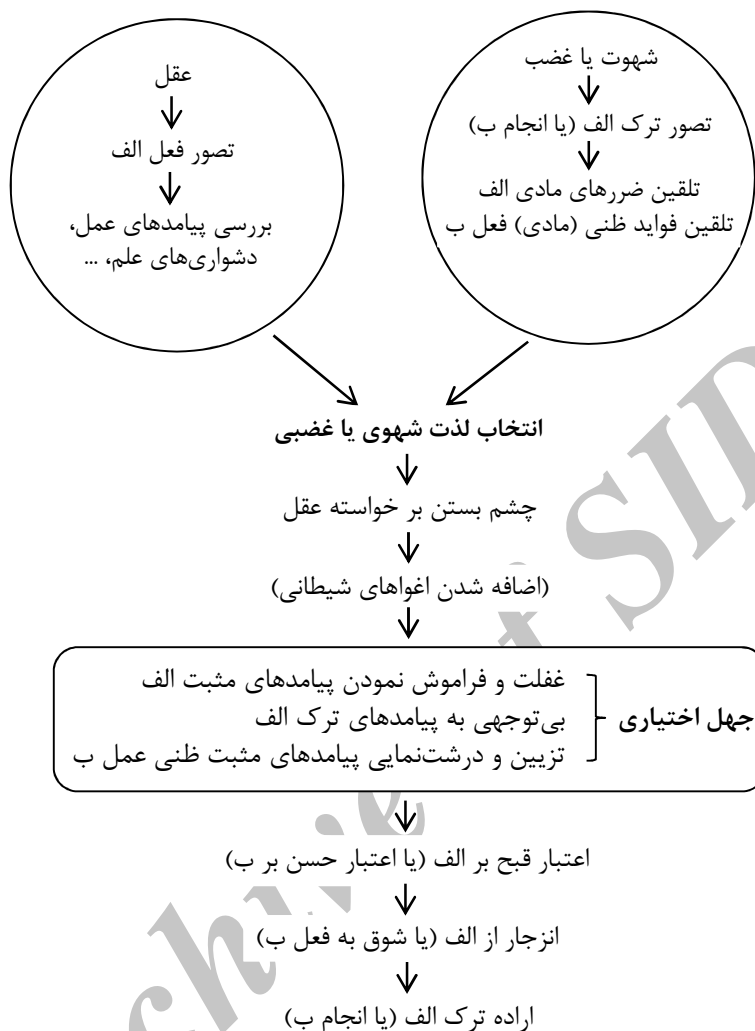 شهوت یا غضب
تصور ترک الف (یا انجام ب)
تلقین ضررهای مادی الف
تلقین فواید ظنی (مادی) فعل ب
عقل
تصور فعل الف
بررسی پیامدهای عمل،
دشواری‌های علم، ...
انتخاب لذت شهوی یا غضبی
چشم بستن بر خواسته عقل
(اضافه شدن اغواهای شیطانی)
جهل اختیاری
غفلت و فراموش نمودن پیامدهای مثبت الف
بی‌توجهی به پیامدهای ترک الف
تزیین و درشت‌نمایی پیامدهای مثبت ظنی عمل ب
اعتبار قبح بر الف (یا اعتبار حسن بر ب)
انزجار از الف (یا شوق به فعل ب)
اراده ترک الف (یا انجام ب)